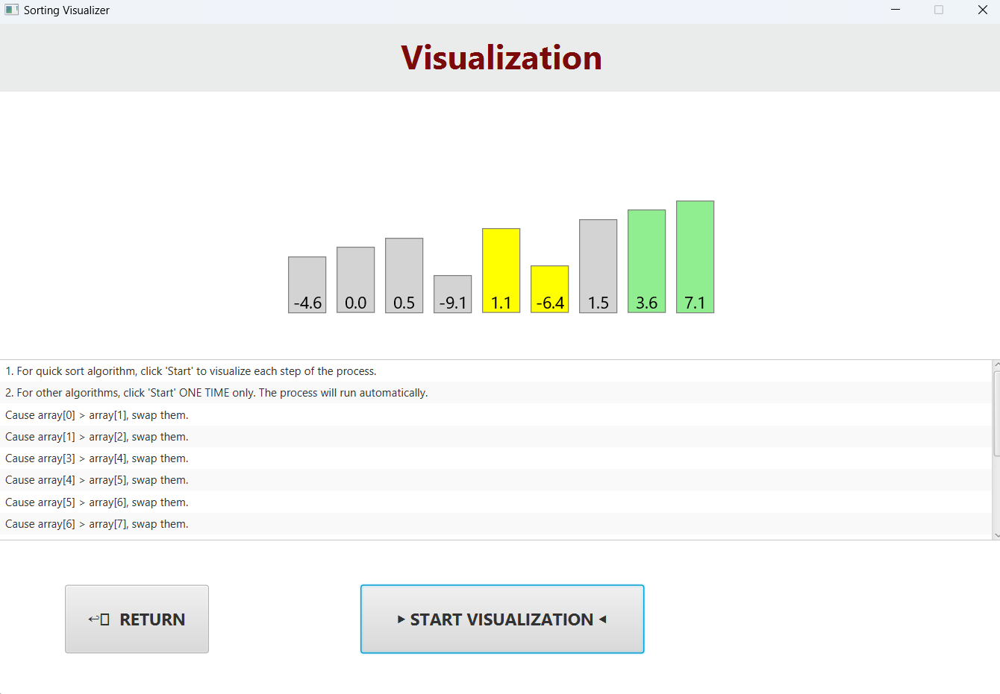 Sorting Visualizer
Visualization
-4.6 0.0 0.5 -9.1 1.1 -6.4 1.5 3.6 7.1
1. For quick sort algorithm, click 'Start' to visualize each step of the process.
2. For other algorithms, click 'Start' ONE TIME only. The process will run automatically.
Cause array[0] > array[1], swap them.
Cause array[1] > array[2], swap them.
Cause array[3] > array[4], swap them.
Cause array[4] > array[5], swap them.
Cause array[5] > array[6], swap them.
Cause array[6] > array[7], swap them.
RETURN
START VISUALIZATION